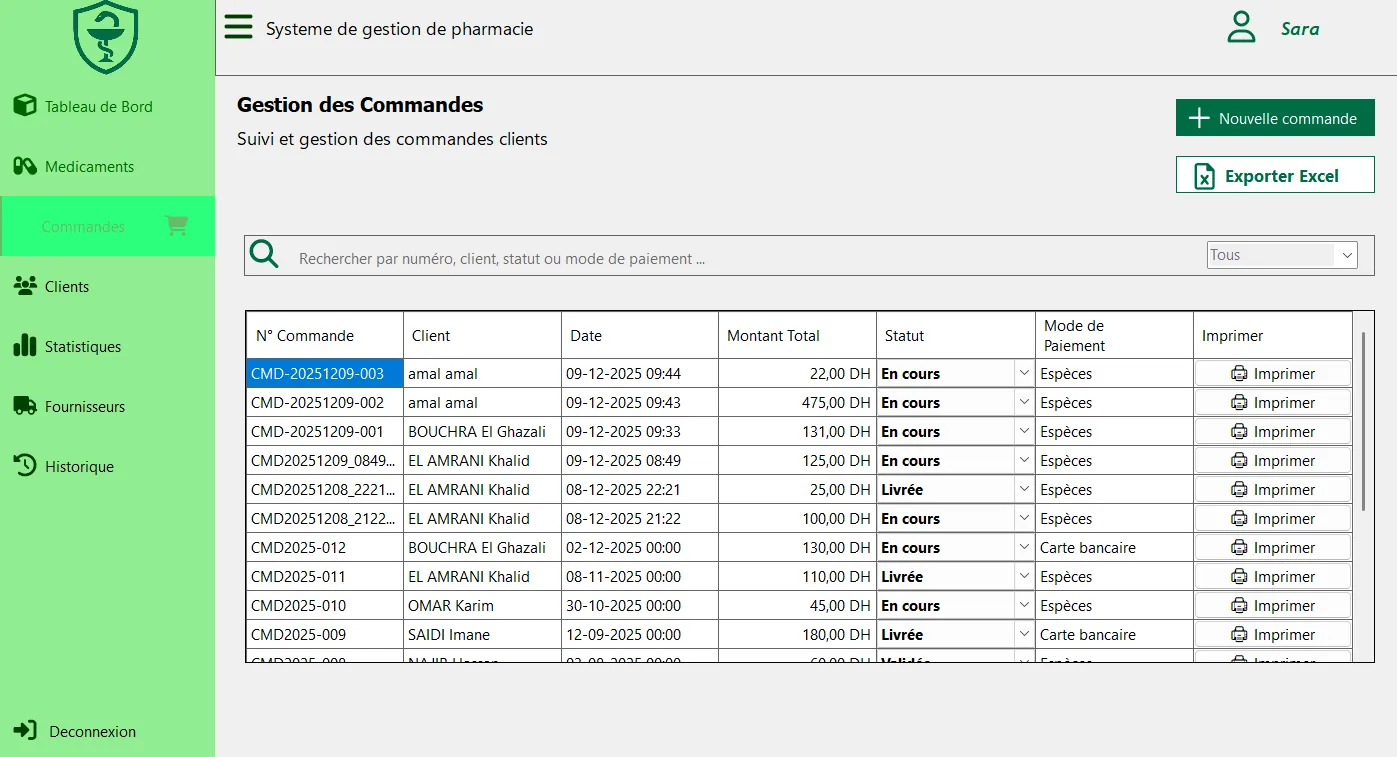 Systeme de gestion de pharmacie
Sara
Tableau de Bord
Medicaments
Commandes
Clients
Statistiques
Fournisseurs
Historique
Deconnexion
Gestion des Commandes
Suivi et gestion des commandes clients
Nouvelle commande
Exporter Excel
Rechercher par numéro, client, statut ou mode de paiement ...
Tous
N° Commande Client Date Montant Total Statut Mode de Paiement Imprimer
CMD-20251209-003 amal amal 09-12-2025 09:44 22,00 DH En cours Espèces Imprimer
CMD-20251209-002 amal amal 09-12-2025 09:43 475,00 DH En cours Espèces Imprimer
CMD-20251209-001 BOUCHRA El Ghazali 09-12-2025 09:33 131,00 DH En cours Espèces Imprimer
CMD20251209_0849... EL AMRANI Khalid 09-12-2025 08:49 125,00 DH En cours Espèces Imprimer
CMD20251208_2221... EL AMRANI Khalid 08-12-2025 22:21 25,00 DH Livrée Espèces Imprimer
CMD20251208_2122... EL AMRANI Khalid 08-12-2025 21:22 100,00 DH En cours Espèces Imprimer
CMD2025-012 BOUCHRA El Ghazali 02-12-2025 00:00 130,00 DH En cours Carte bancaire Imprimer
CMD2025-011 EL AMRANI Khalid 08-11-2025 00:00 110,00 DH Livrée Espèces Imprimer
CMD2025-010 OMAR Karim 30-10-2025 00:00 45,00 DH En cours Espèces Imprimer
CMD2025-009 SAIDI Imane 12-09-2025 00:00 180,00 DH Livrée Carte bancaire Imprimer